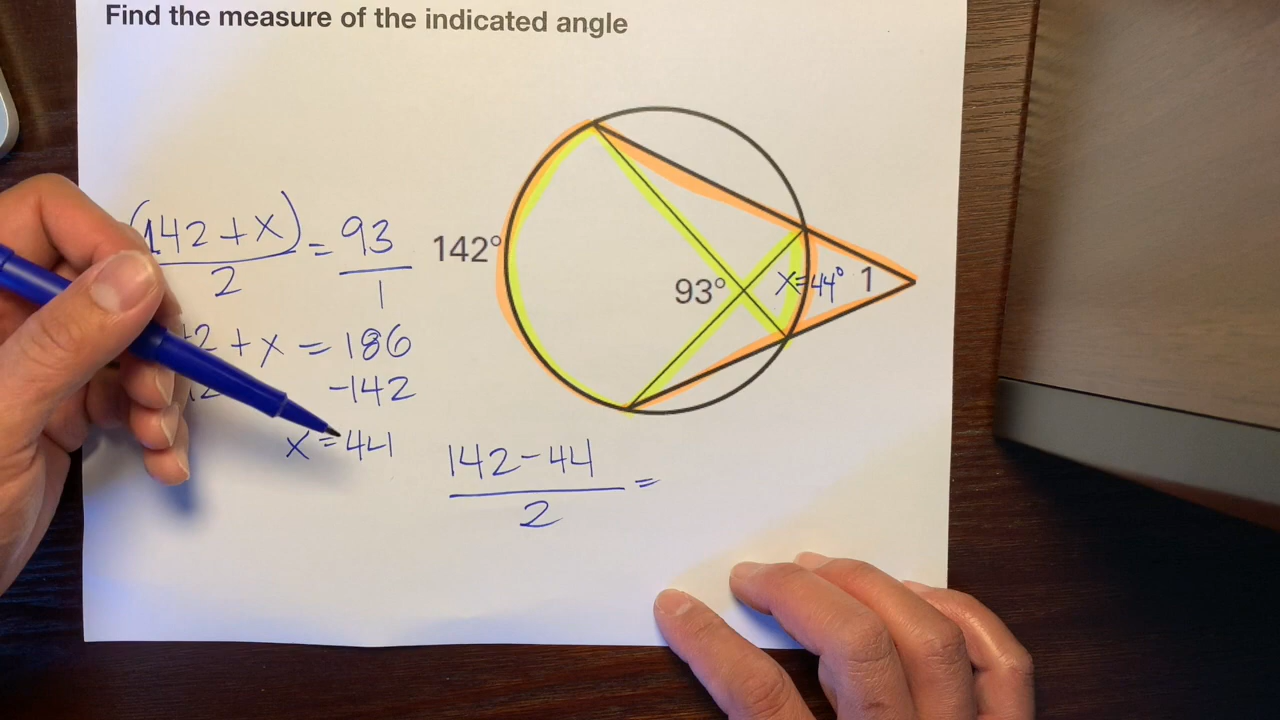 Find the measure of the indicated angle
(142 + x) = 93
2 1
+ x = 186
-142
x = 44
142°
93°
x = 44°
1
142 - 44 =
2